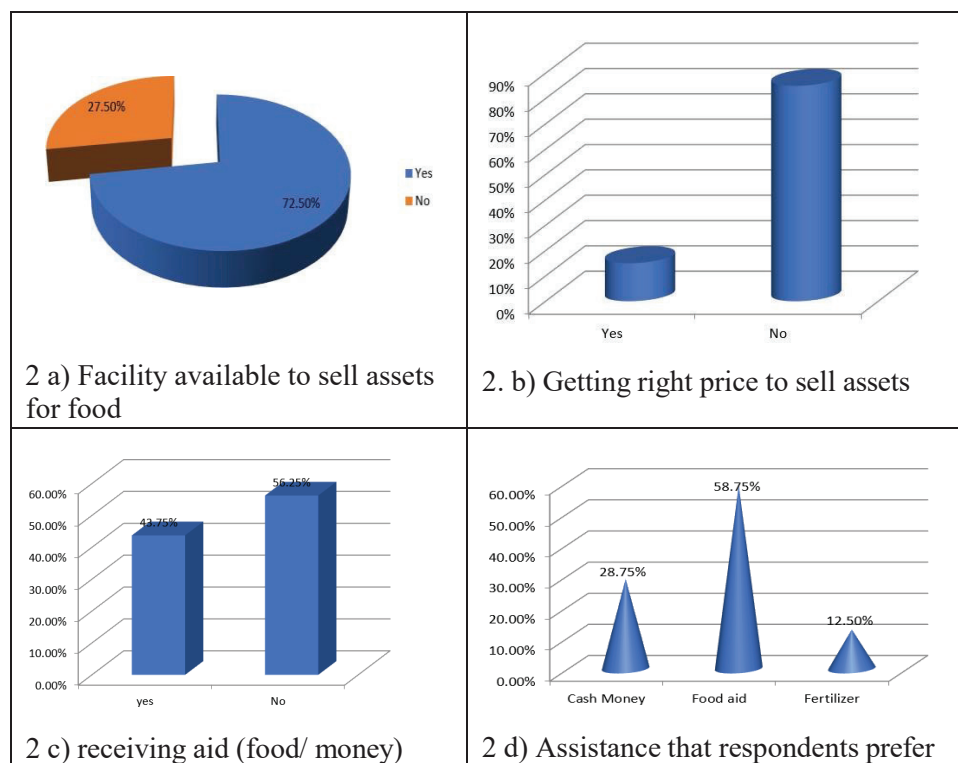 27.50%
72.50%
Yes
No
2 a) Facility available to sell assets
for food
90%
80%
70%
60%
50%
40%
30%
20%
10%
0%
Yes
No
2. b) Getting right price to sell assets
60.00%
50.00%
40.00%
30.00%
20.00%
10.00%
0.00%
43.75%
56.25%
yes
No
2 c) receiving aid (food/ money)
60.00%
50.00%
40.00%
30.00%
20.00%
10.00%
0.00%
28.75%
58.75%
12.50%
Cash Money
Food aid
Fertilizer
2 d) Assistance that respondents prefer